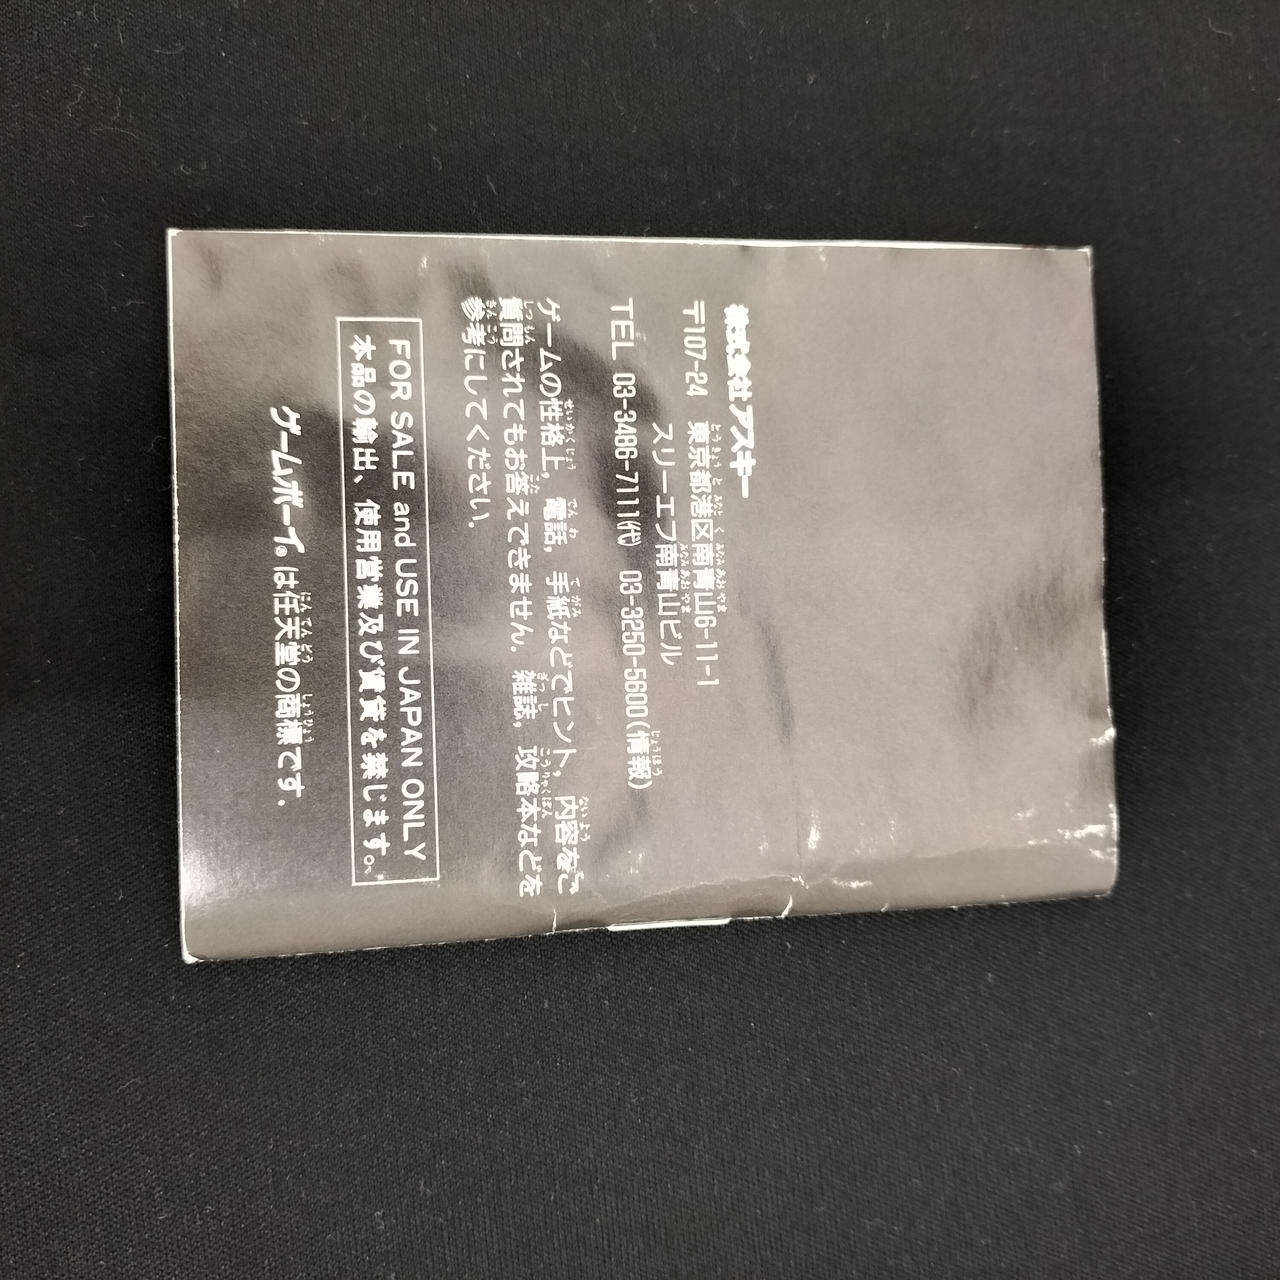 株式会社アスキー
〒107-24 東京都港区南青山6-11-1
スリーエフ南青山ビル
TEL 03-3486-7111(代) 03-3250-5600(情報)
ゲームの性格上，電話，手紙などでヒント，内容をご
質問されてもお答えできません．雑誌，攻略本などを
参考にしてください．
FOR SALE and USE IN JAPAN ONLY
本品の輸出、使用営業及び賃貸を禁じます。
ゲームボーイ®は任天堂の商標です．